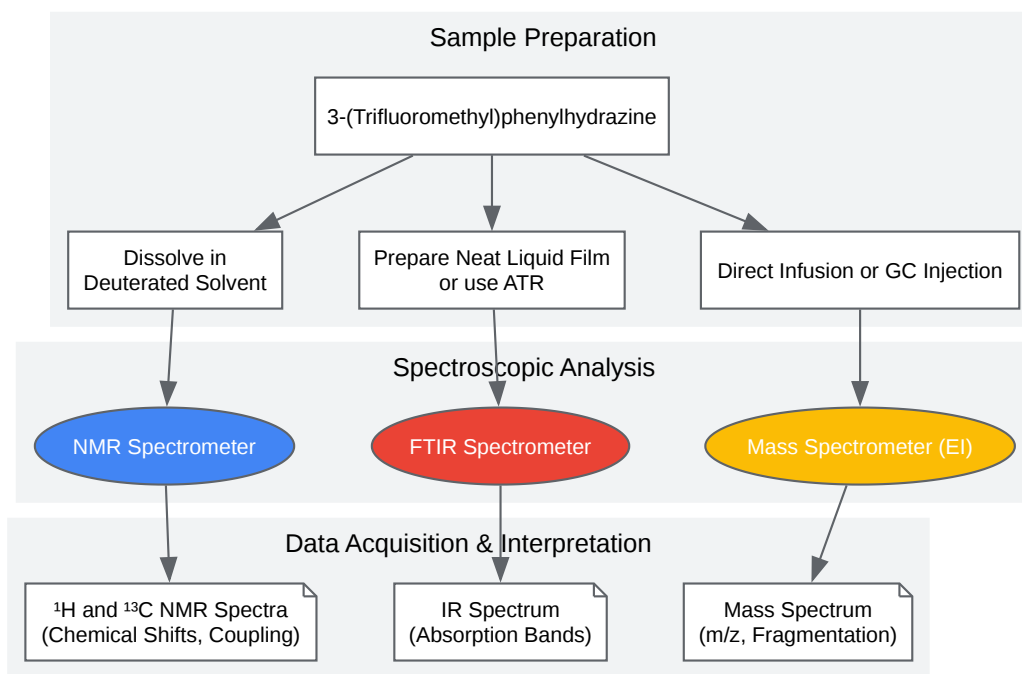 Sample Preparation
3-(Trifluoromethyl)phenylhydrazine
Dissolve in
Deuterated Solvent
Prepare Neat Liquid Film
or use ATR
Direct Infusion or GC Injection
Spectroscopic Analysis
NMR Spectrometer
FTIR Spectrometer
Mass Spectrometer (EI)
Data Acquisition & Interpretation
¹H and ¹³C NMR Spectra
(Chemical Shifts, Coupling)
IR Spectrum
(Absorption Bands)
Mass Spectrum
(m/z, Fragmentation)